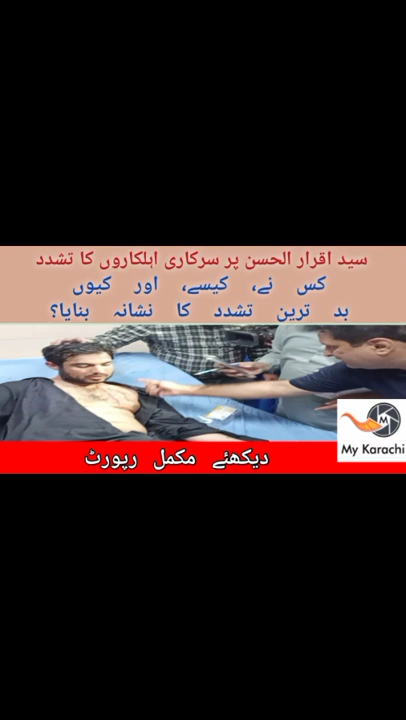 سید اقرار الحسن پر سرکاری اہلکاروں کا تشدد
کس نے، کیسے، اور کیوں
بد ترین تشدد کا نشانہ بنایا؟
M
My Karachi
دیکھئے مکمل رپورٹ